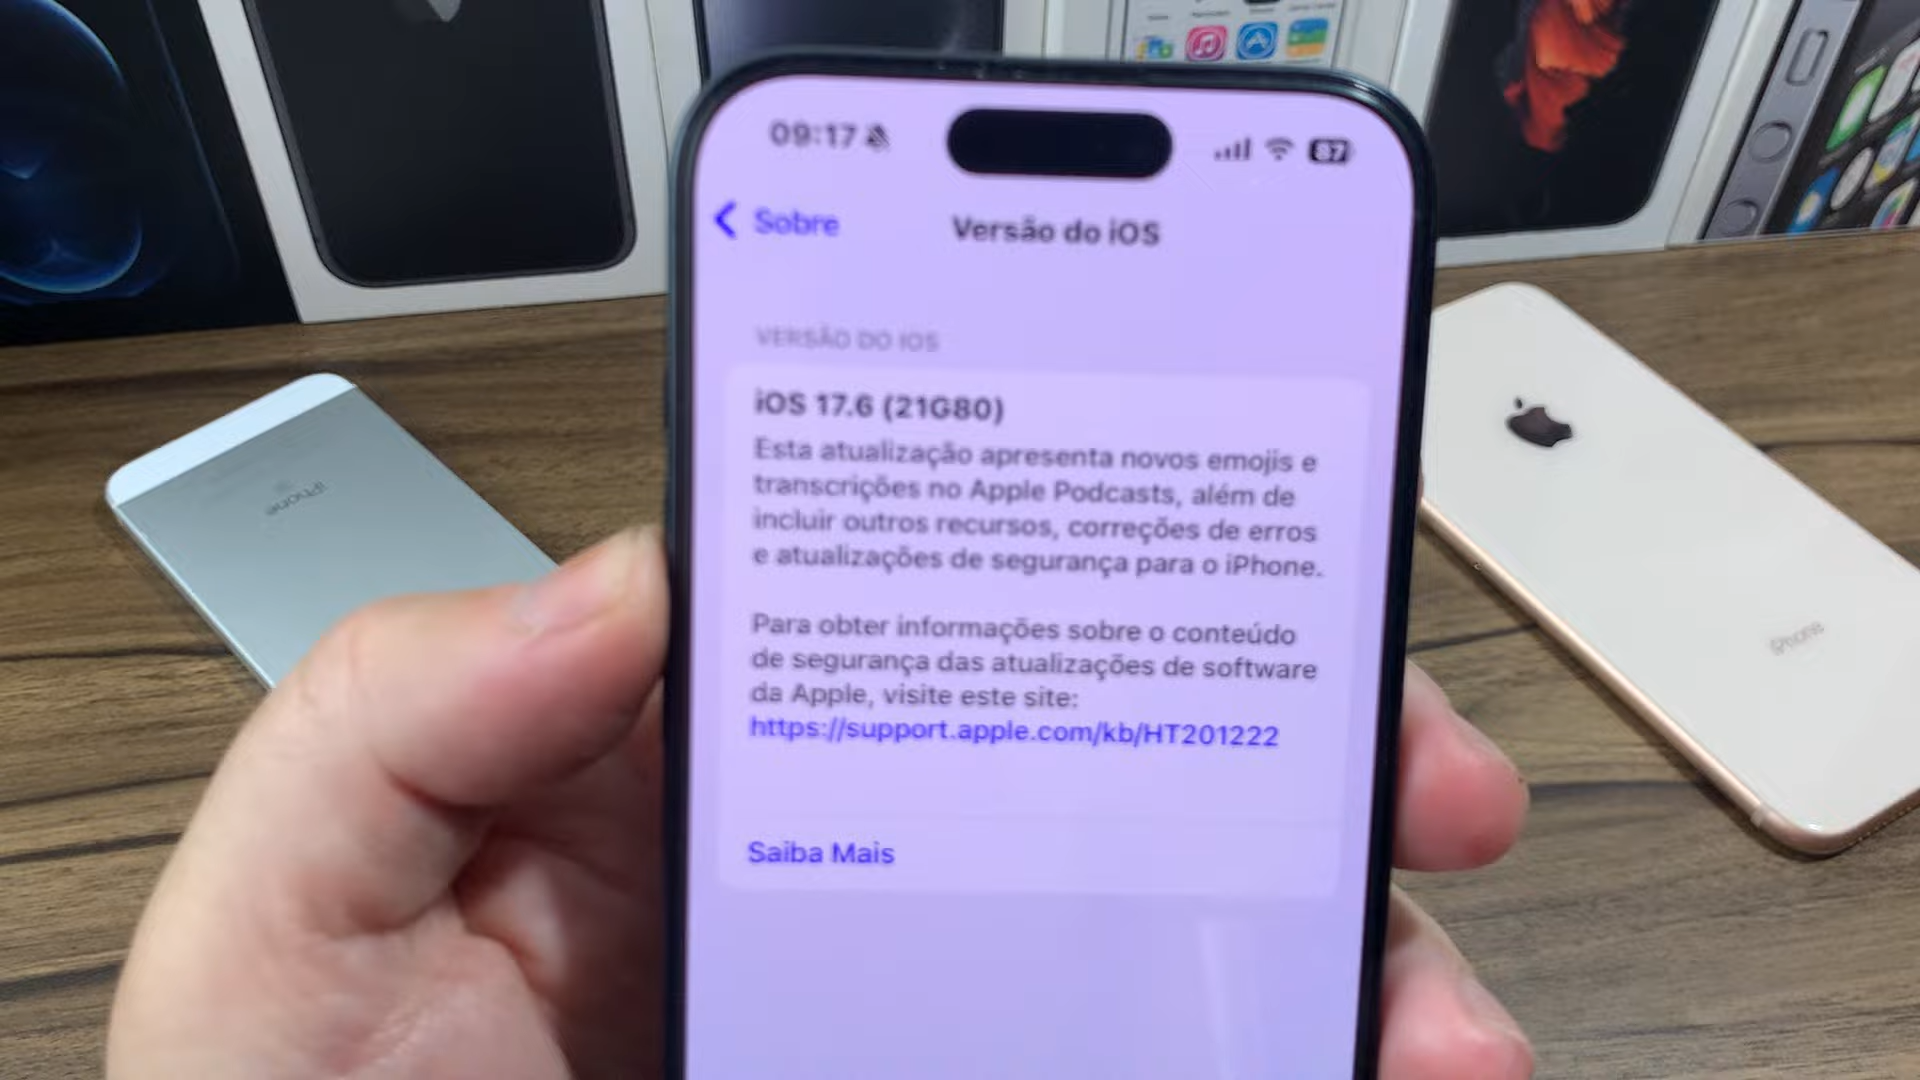 09:17
87
Sobre
Versão do iOS
VERSÃO DO IOS
iOS 17.6 (21G80)
Esta atualização apresenta novos emojis e
transcrições no Apple Podcasts, além de
incluir outros recursos, correções de erros
e atualizações de segurança para o iPhone.
Para obter informações sobre o conteúdo
de segurança das atualizações de software
da Apple, visite este site:
https://support.apple.com/kb/HT201222
Saiba Mais
iPhone
iPhone